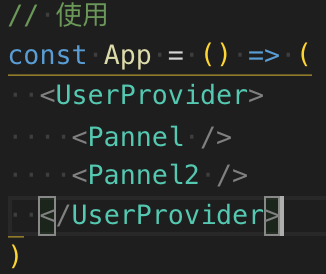 // 使用
const App = () => (
  <UserProvider>
    <Pannel />
    <Pannel2 />
  </UserProvider>
)